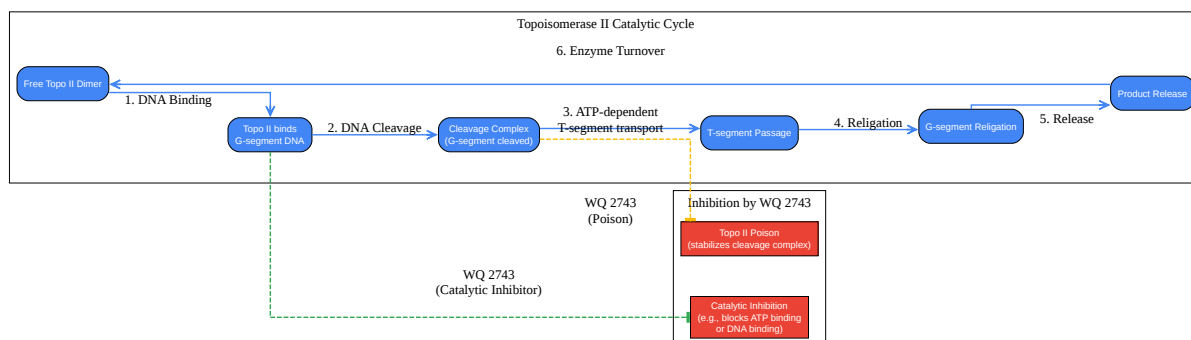 Topoisomerase II Catalytic Cycle
6. Enzyme Turnover
Free Topo II Dimer
1. DNA Binding
Topo II binds
G-segment DNA
2. DNA Cleavage
Cleavage Complex
(G-segment cleaved)
3. ATP-dependent
T-segment transport
T-segment Passage
4. Religation
G-segment Religation
5. Release
Product Release
WQ 2743
(Poison)
Inhibition by WQ 2743
Topo II Poison
(stabilizes cleavage complex)
WQ 2743
(Catalytic Inhibitor)
Catalytic Inhibition
(e.g., blocks ATP binding
or DNA binding)